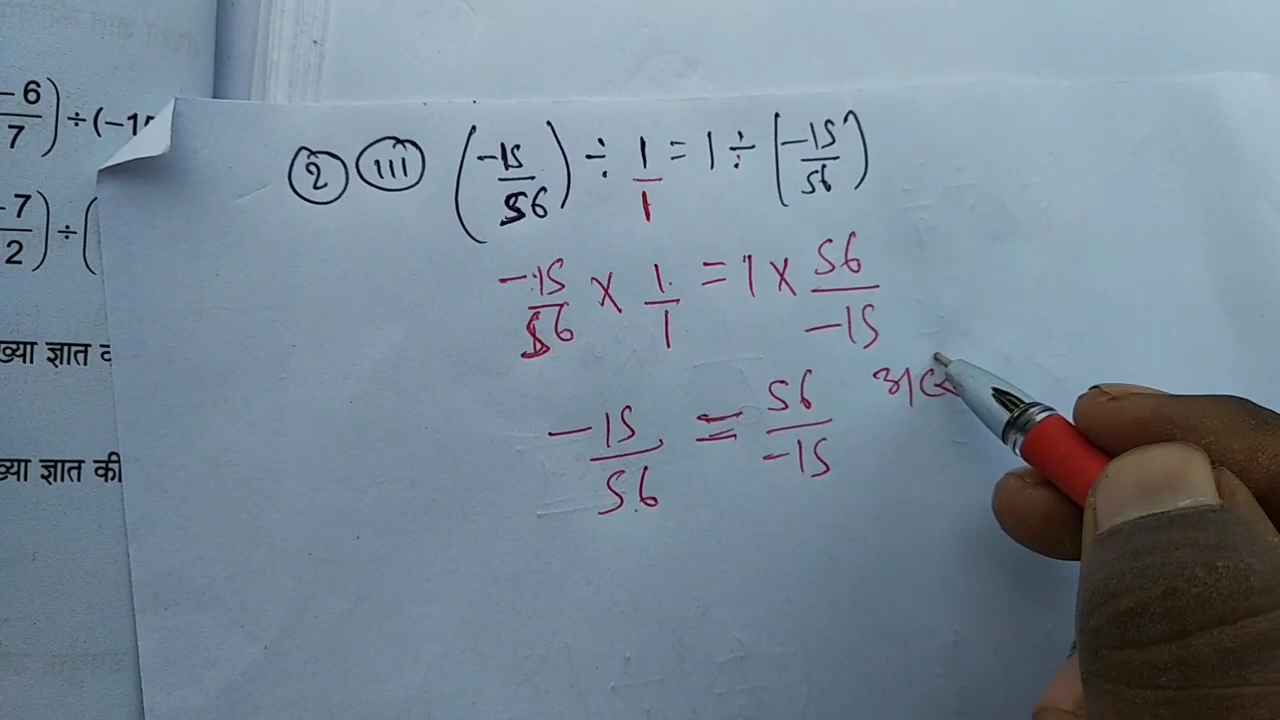 (-6/7) ÷ (-15
-7/2) ÷ (
ख्या ज्ञात
ख्या ज्ञात की
② (iii) (-15/56) ÷ 1/1 = 1 ÷ (-15/56)
-15/56 × 1/1 = 1 × 56/-15
-15/56 = 56/-15